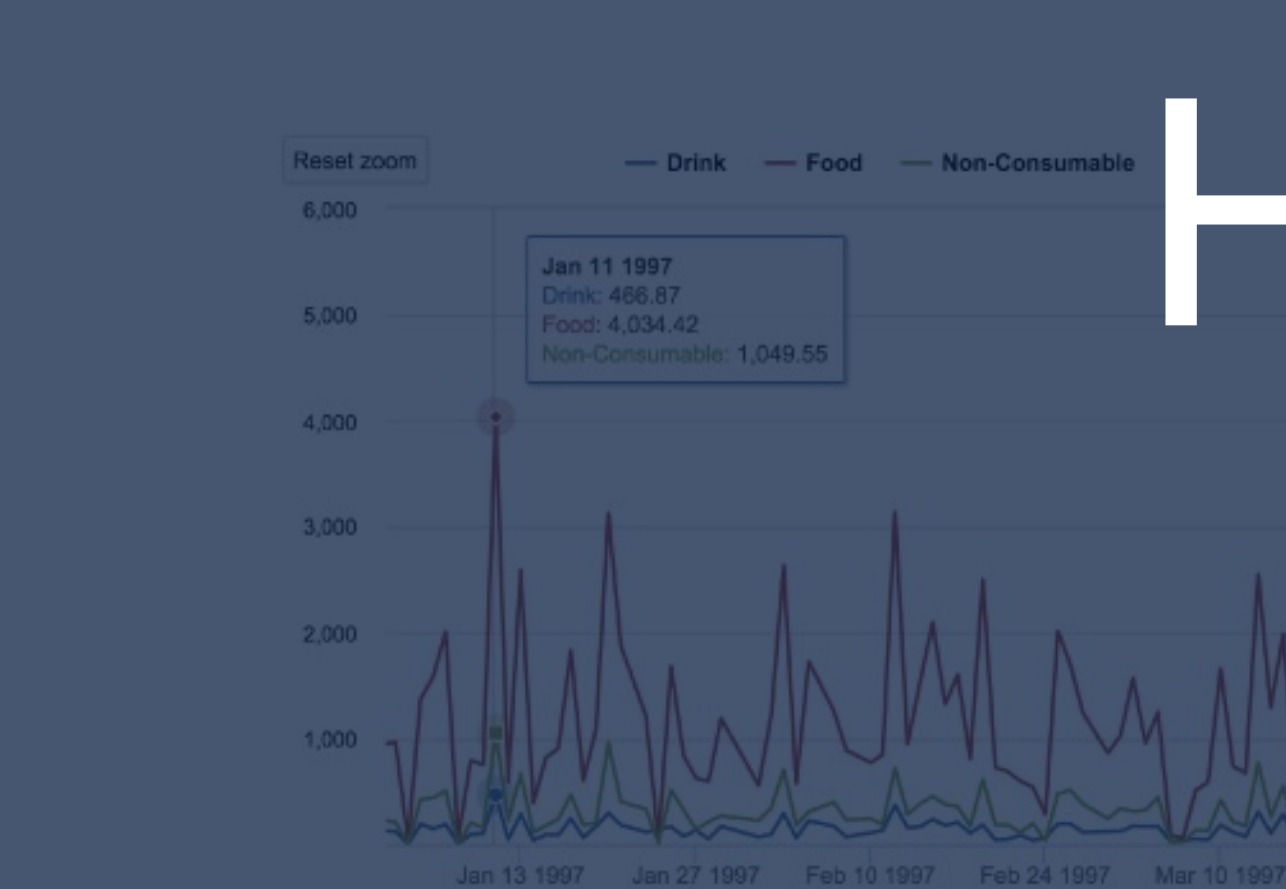 H
Reset zoom
Drink Food Non-Consumable
6,000
Jan 11 1997
Drink: 466.87
Food: 4,034.42
Non-Consumable: 1,049.55
5,000
4,000
3,000
2,000
1,000
Jan 13 1997 Jan 27 1997 Feb 10 1997 Feb 24 1997 Mar 10 1997